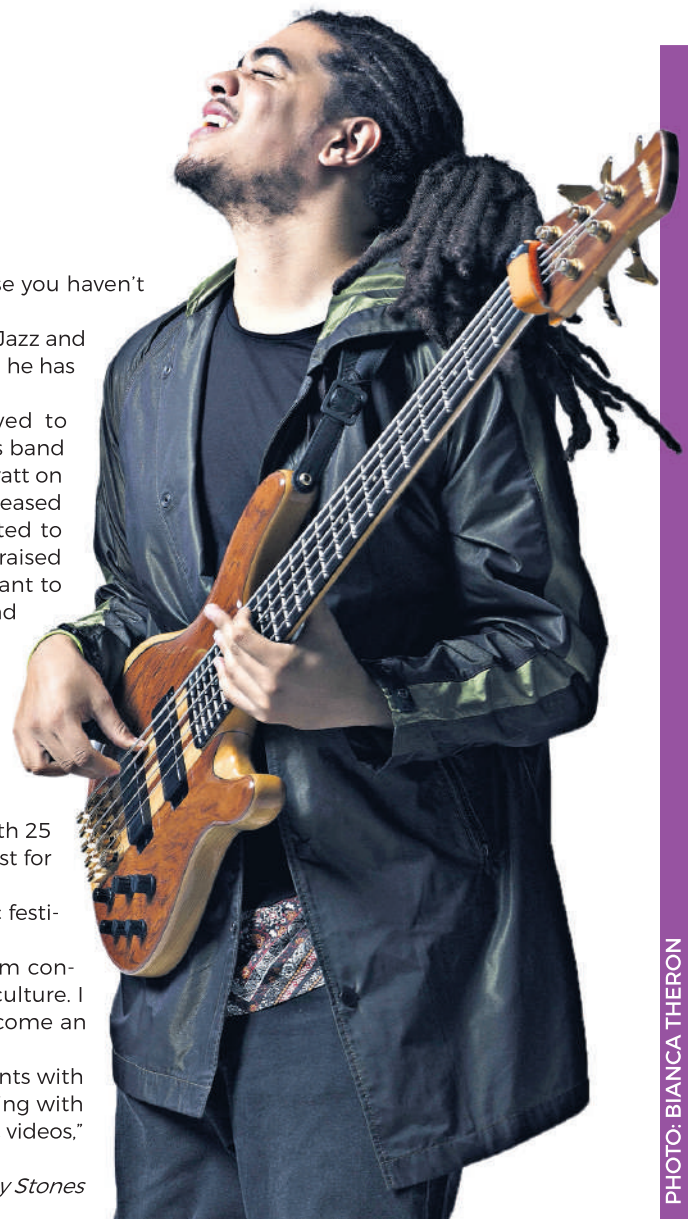 se you haven’t
Jazz and
he has
ved to
s band
att on
eased
ted to
raised
ant to
nd
th 25
st for
c festi-
m con-
culture. I
come an
nts with
ing with
videos,”
y Stones
PHOTO: BIANCA THERON